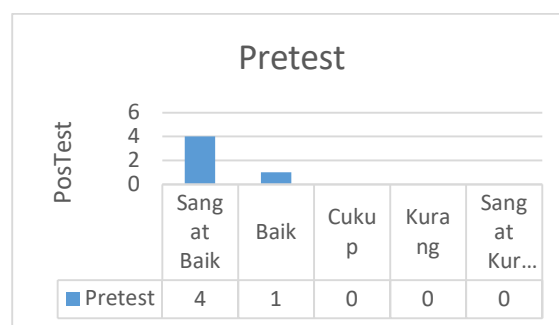 Pretest
PosTest
6
4
2
0
Sang
at
Baik
Baik
Cuku
p
Kura
ng
Sang
at
Kur...
Pretest 4 1 0 0 0